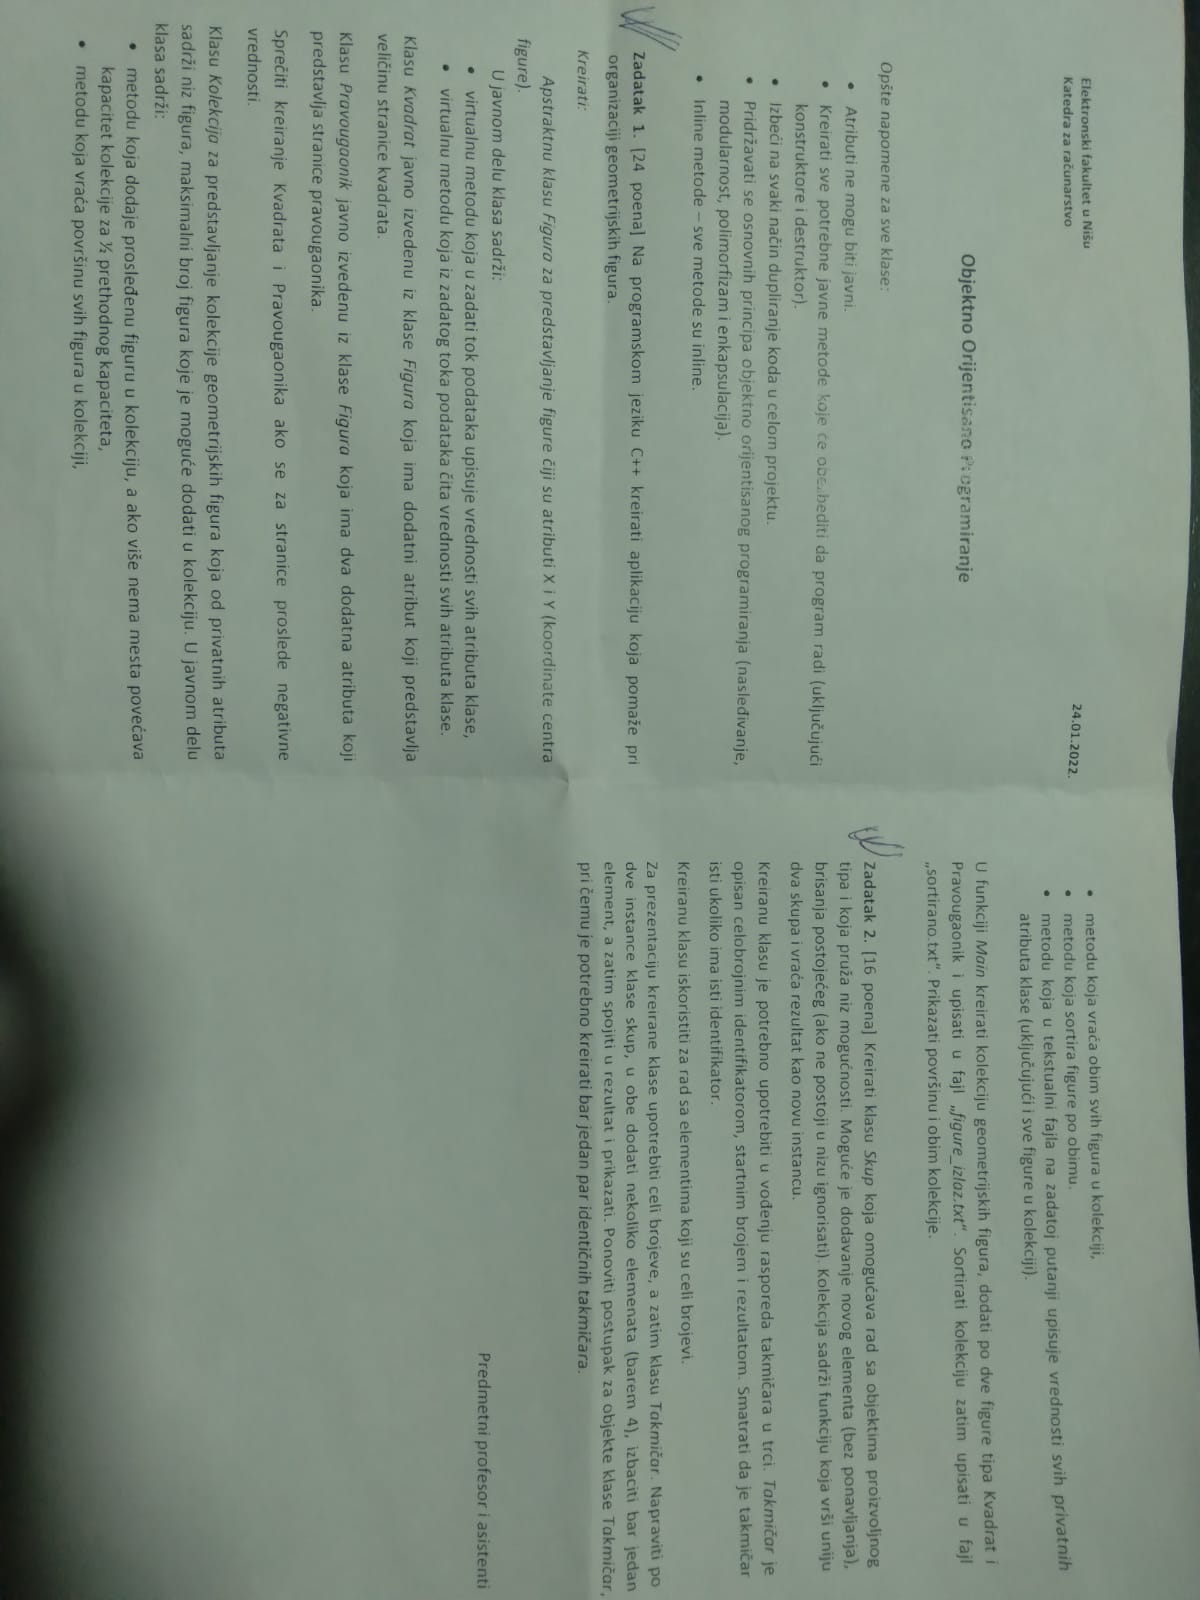 Elektronski fakultet u Nišu
Katedra za računarstvo
24.01.2022.
Objektno Orijentisano Programiranje
Opšte napomene za sve klase:
• Atributi ne mogu biti javni.
• Kreirati sve potrebne javne metode koje će obezbediti da program radi (uključujući
konstruktore i destruktor).
• Izbeći na svaki način dupliranje koda u celom projektu.
• Pridržavati se osnovnih principa objektno orijentisanog programiranja (nasleđivanje,
modularnost, polimorfizam i enkapsulacija).
• Inline metode – sve metode su inline.
Zadatak 1. [24 poena] Na programskom jeziku C++ kreirati aplikaciju koja pomaže pri
organizaciji geometrijskih figura.
Kreirati:
Apstraktnu klasu Figura za predstavljanje figure čiji su atributi X i Y (koordinate centra
figure).
U javnom delu klasa sadrži:
• virtualnu metodu koja u zadati tok podataka upisuje vrednosti svih atributa klase,
• virtualnu metodu koja iz zadatog toka podataka čita vrednosti svih atributa klase.
Klasu Kvadrat javno izvedenu iz klase Figura koja ima dodatni atribut koji predstavlja
veličinu stranice kvadrata.
Klasu Pravougaonik javno izvedenu iz klase Figura koja ima dva dodatna atributa koji
predstavlja stranice pravougaonika.
Sprečiti kreiranje Kvadrata i Pravougaonika ako se za stranice proslede negativne
vrednosti.
Klasu Kolekcija za predstavljanje kolekcije geometrijskih figura koja od privatnih atributa
sadrži niz figura, maksimalni broj figura koje je moguće dodati u kolekciju. U javnom delu
klasa sadrži:
• metodu koja dodaje prosleđenu figuru u kolekciju, a ako više nema mesta povećava
kapacitet kolekcije za ½ prethodnog kapaciteta,
• metodu koja vraća površinu svih figura u kolekciji,
• metodu koja vraća obim svih figura u kolekciji,
• metodu koja sortira figure po obimu.
• metodu koja u tekstualni fajla na zadatoj putanji upisuje vrednosti svih privatnih
atributa klase (uključujući i sve figure u kolekciji).
U funkciji Main kreirati kolekciju geometrijskih figura, dodati po dve figure tipa Kvadrat i
Pravougaonik i upisati u fajl „figure_izlaz.txt“. Sortirati kolekciju zatim upisati u fajl
„sortirano.txt“. Prikazati površinu i obim kolekcije.
Zadatak 2. [16 poena] Kreirati klasu Skup koja omogućava rad sa objektima proizvoljnog
tipa i koja pruža niz mogućnosti. Moguće je dodavanje novog elementa (bez ponavljanja),
brisanja postojećeg (ako ne postoji u nizu ignorisati). Kolekcija sadrži funkciju koja vrši uniju
dva skupa i vraća rezultat kao novu instancu.
Kreiranu klasu je potrebno upotrebiti u vođenju rasporeda takmičara u trci. Takmičar je
opisan celobrojnim identifikatorom, startnim brojem i rezultatom. Smatrati da je takmičar
isti ukoliko ima isti identifikator.
Kreiranu klasu iskoristiti za rad sa elementima koji su celi brojevi.
Za prezentaciju kreirane klase upotrebiti celi brojeve, a zatim klasu Takmičar. Napraviti po
dve instance klase skup, u obe dodati nekoliko elemenata (barem 4), izbaciti bar jedan
element, a zatim spojiti u rezultat i prikazati. Ponoviti postupak za objekte klase Takmičar,
pri čemu je potrebno kreirati bar jedan par identičnih takmičara.
Predmetni profesor i asistenti